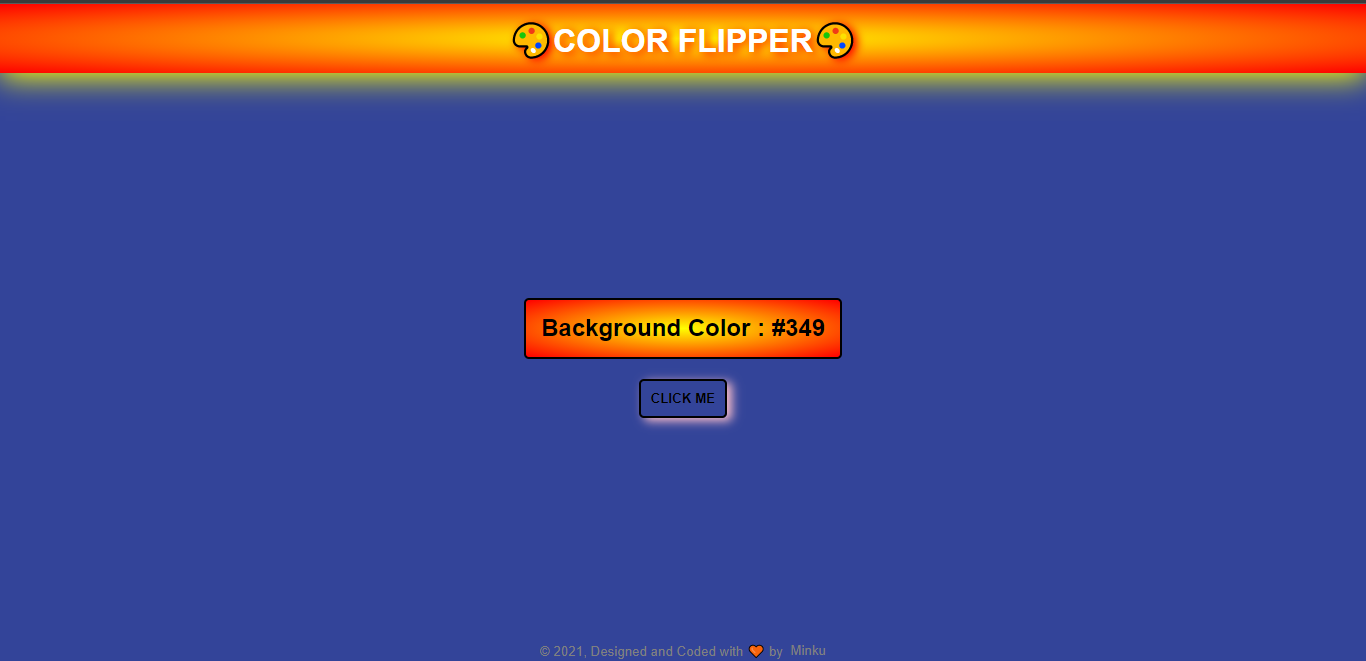 🎨COLOR FLIPPER🎨
Background Color : #349
CLICK ME
© 2021, Designed and Coded with 🧡 by Minku